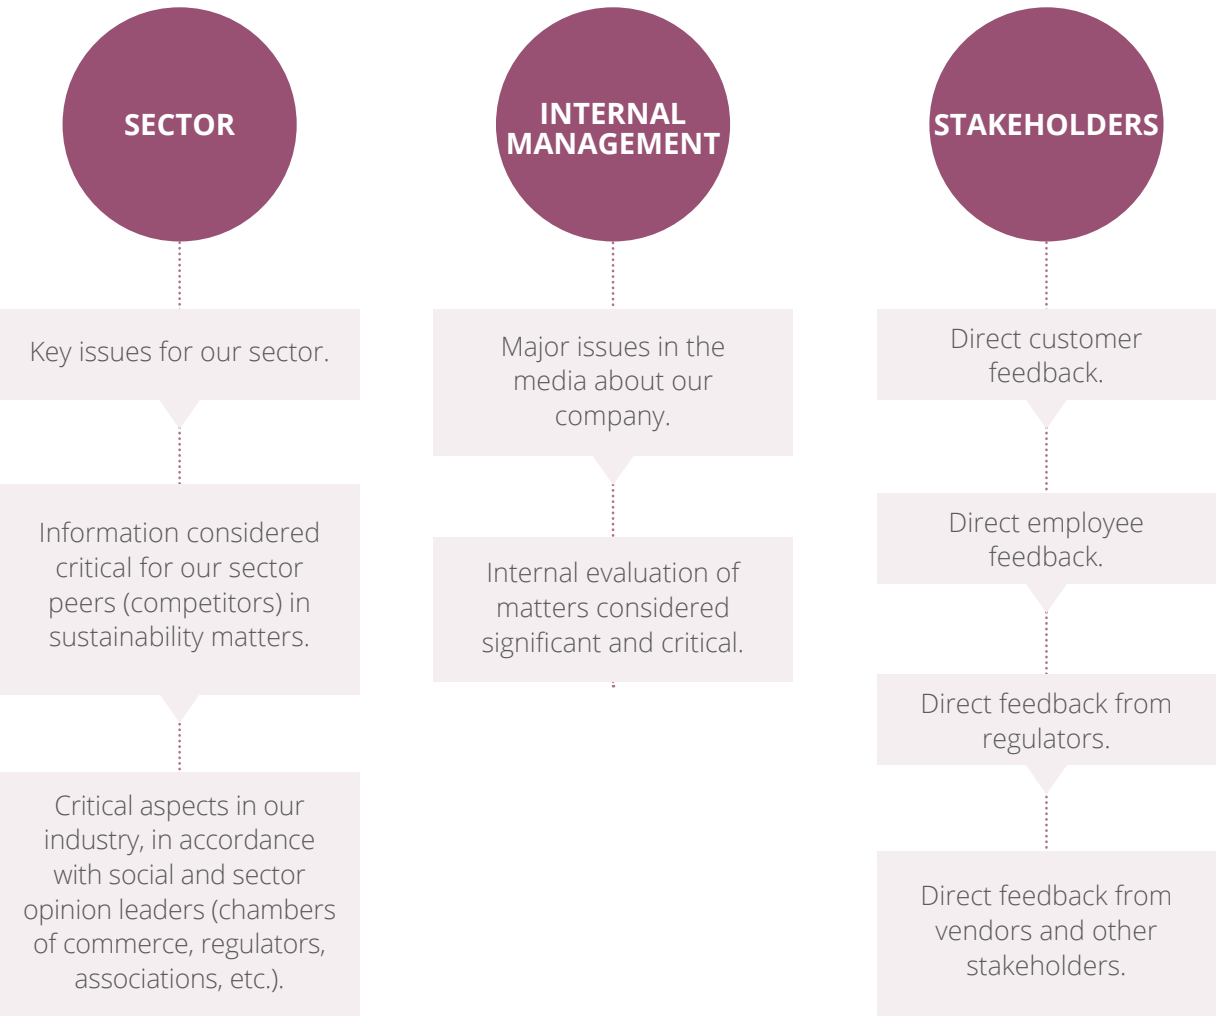 SECTOR
Key issues for our sector.
Information considered
critical for our sector
peers (competitors) in
sustainability matters.
Critical aspects in our
industry, in accordance
with social and sector
opinion leaders (chambers
of commerce, regulators,
associations, etc.).
INTERNAL
MANAGEMENT
Major issues in the
media about our
company.
Internal evaluation of
matters considered
significant and critical.
STAKEHOLDERS
Direct customer
feedback.
Direct employee
feedback.
Direct feedback from
regulators.
Direct feedback from
vendors and other
stakeholders.